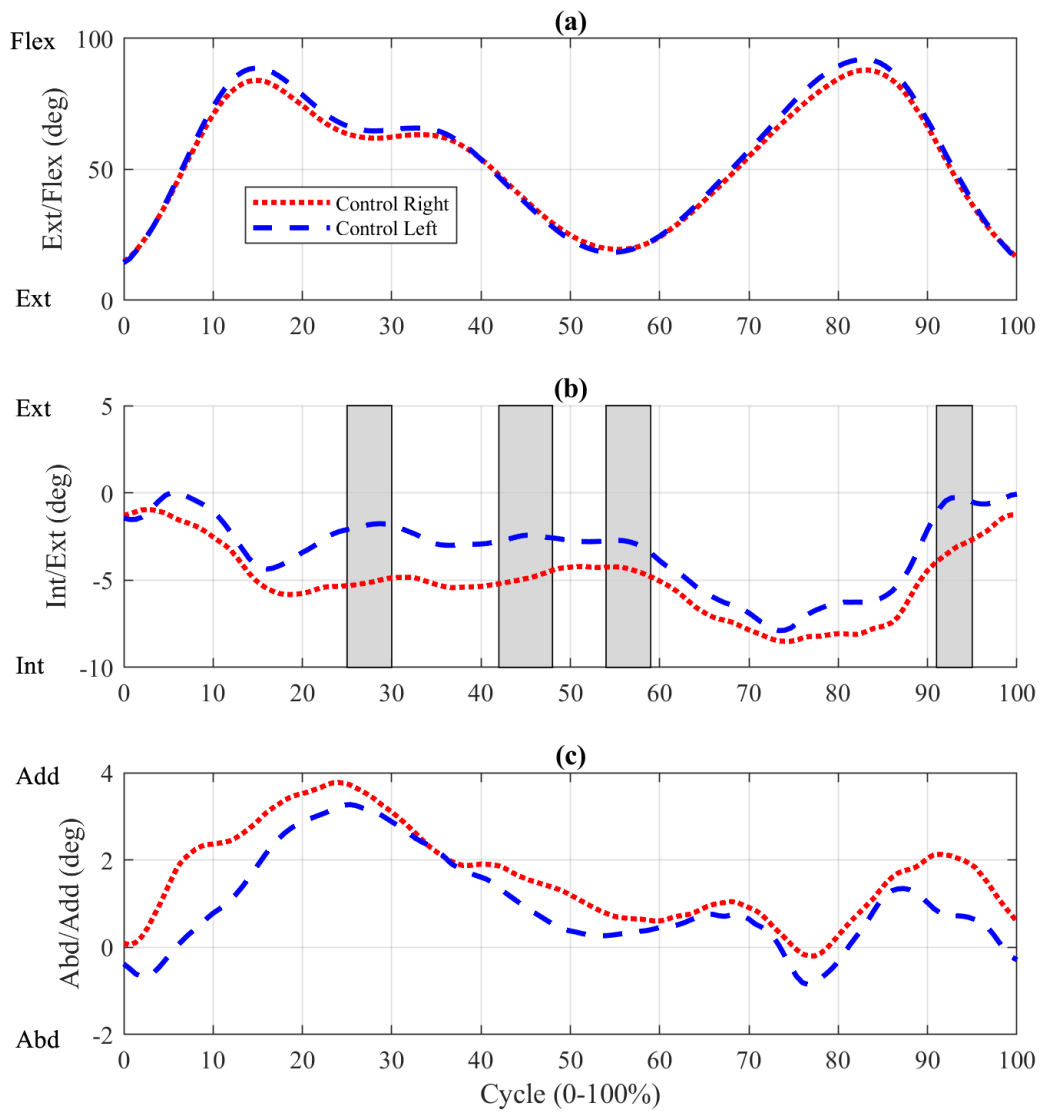 (a)
Flex
100
50
0
Ext/Flex (deg)
Control Right
Control Left
Ext
0 10 20 30 40 50 60 70 80 90 100
(b)
Ext
5
0
-5
-10
Int/Ext (deg)
Int
0 10 20 30 40 50 60 70 80 90 100
(c)
Add
4
2
0
-2
Abd/Add (deg)
Abd
0 10 20 30 40 50 60 70 80 90 100
Cycle (0-100%)